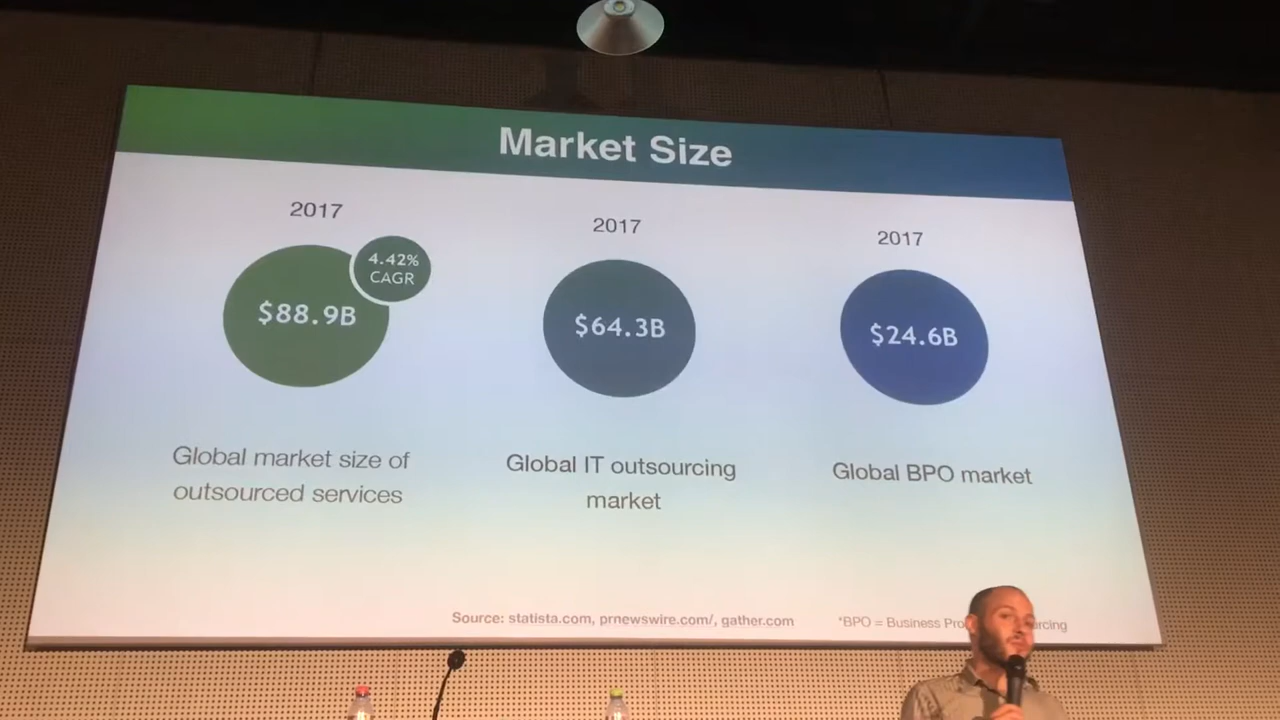 Market Size
2017
4.42%
CAGR
$88.9B
Global market size of
outsourced services
2017
$64.3B
Global IT outsourcing
market
2017
$24.6B
Global BPO market
Source: statista.com, prnewswire.com/, gather.com
*BPO = Business